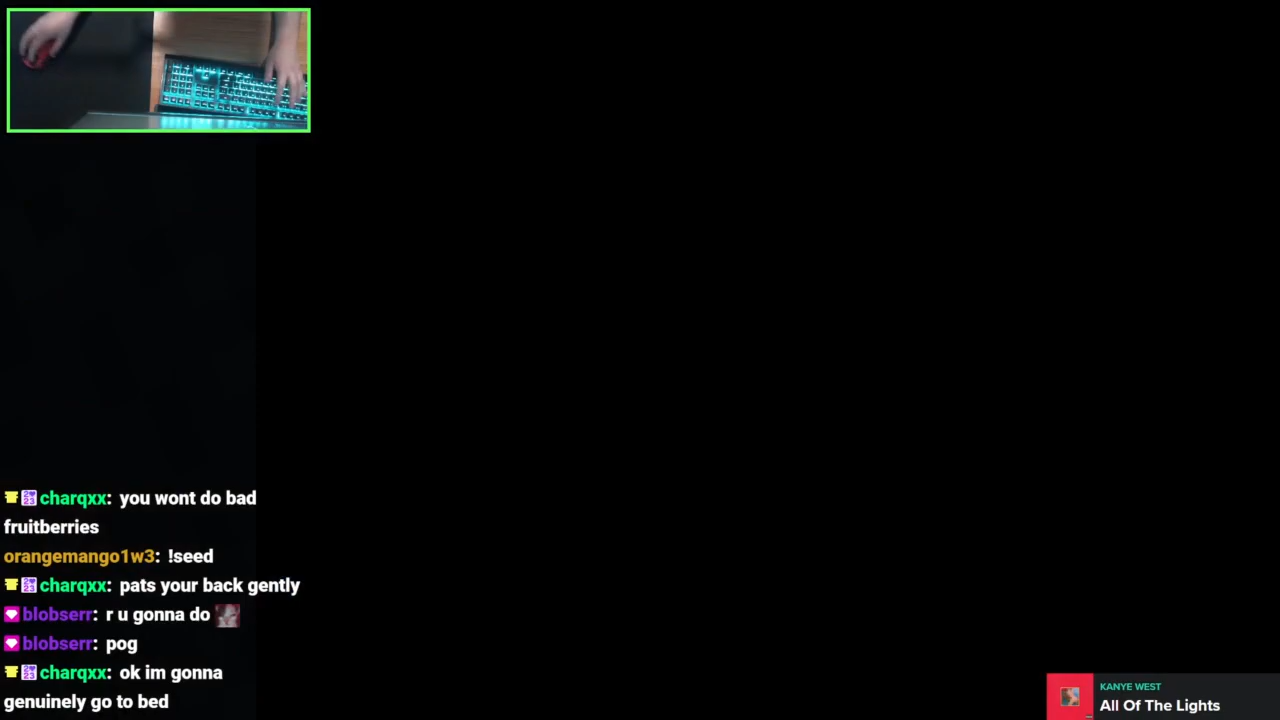 charqxx: you wont do bad
fruitberries
orangemango1w3: !seed
charqxx: pats your back gently
blobserr: r u gonna do
blobserr: pog
charqxx: ok im gonna
genuinely go to bed
KANYE WEST
All Of The Lights